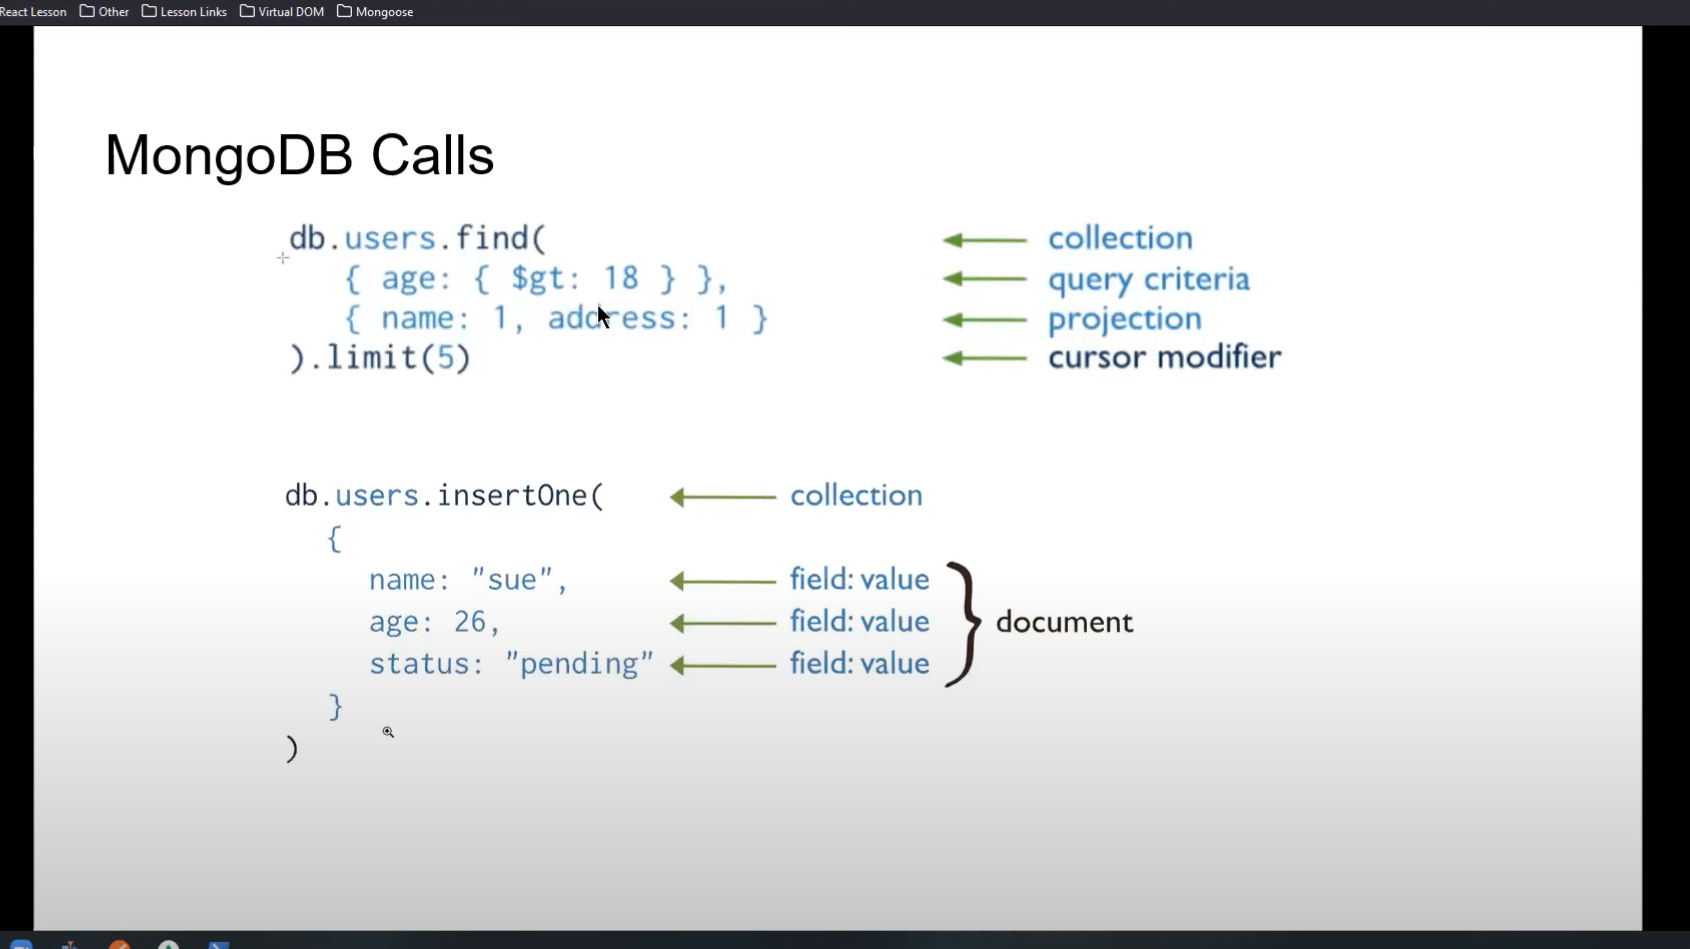 React Lesson Other Lesson Links Virtual DOM Mongoose
MongoDB Calls
db.users.find( collection
{ age: { $gt: 18 } }, query criteria
{ name: 1, address: 1 } projection
).limit(5) cursor modifier
db.users.insertOne( collection
{
name: "sue", field: value
age: 26, field: value document
status: "pending" field: value
}
)